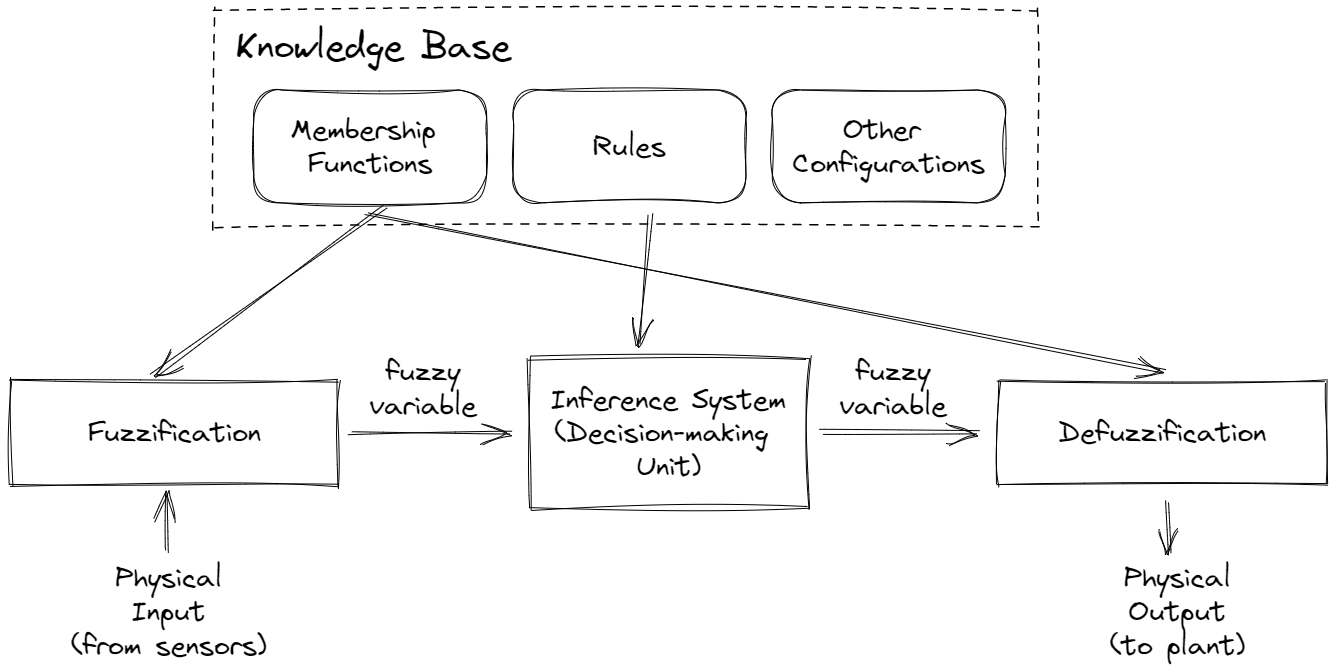 Knowledge Base
Membership
Functions
Rules
Other
Configurations
fuzzy
variable
fuzzy
variable
Fuzzification
Inference System
(Decision-making
Unit)
Defuzzification
Physical
Input
(from sensors)
Physical
Output
(to plant)